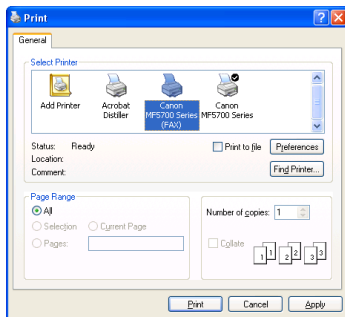 Print
General
Select Printer
Add Printer
Acrobat
Distiller
Canon
MF5700 Series
(FAX)
Canon
MF5700 Series
Status: Ready
Location:
Comment:
Print to file
Preferences
Find Printer...
Page Range
All
Selection
Current Page
Pages:
Number of copies: 1
Collate
1 1 2 2 3 3
Print Cancel Apply